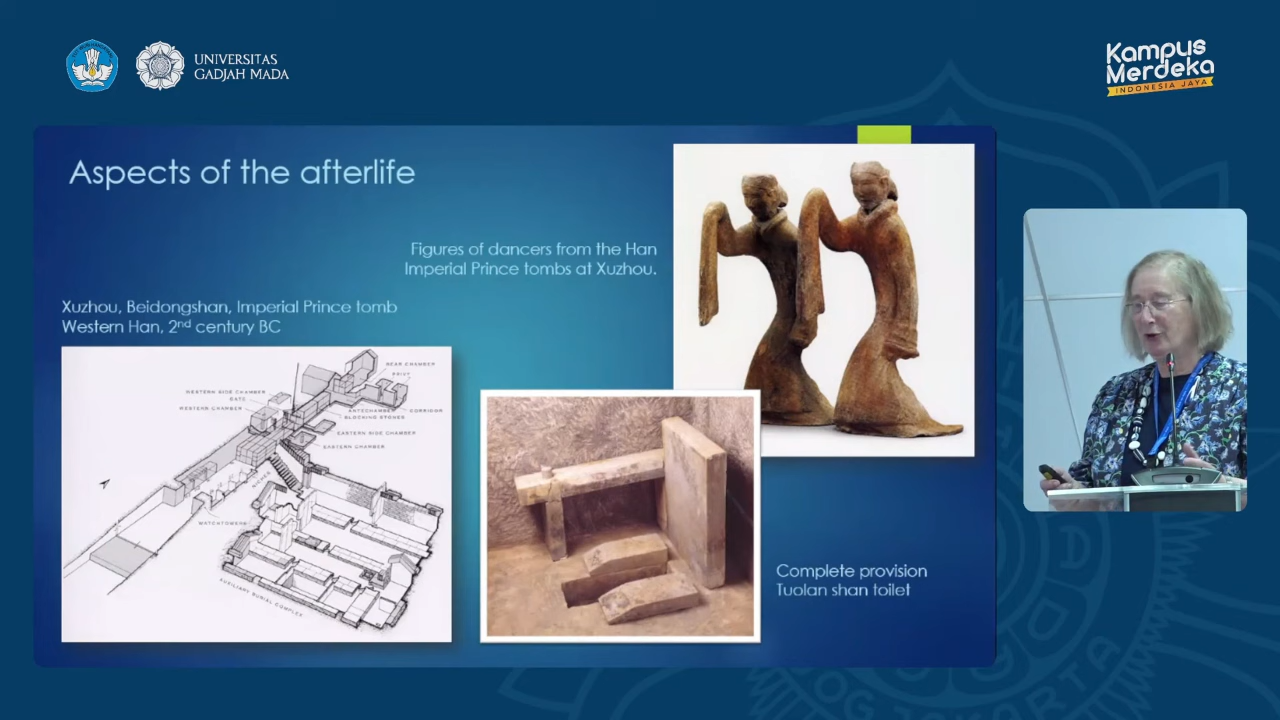 UNIVERSITAS
GADJAH MADA
Kampus
Merdeka
INDONESIA JAYA
Aspects of the afterlife
Figures of dancers from the Han
Imperial Prince tombs at Xuzhou.
Xuzhou, Beidongshan, Imperial Prince tomb
Western Han, 2nd century BC
REAR CHAMBER
WESTERN SIDE CHAMBER
GATE
WESTERN CHAMBER
ANTECHAMBER
CORRIDOR
BLOCKING STONES
EASTERN SIDE CHAMBER
EASTERN CHAMBER
NICHE
WATCHTOWERS
AUXILIARY BURIAL COMPLEX
Complete provision
Tuolan shan toilet